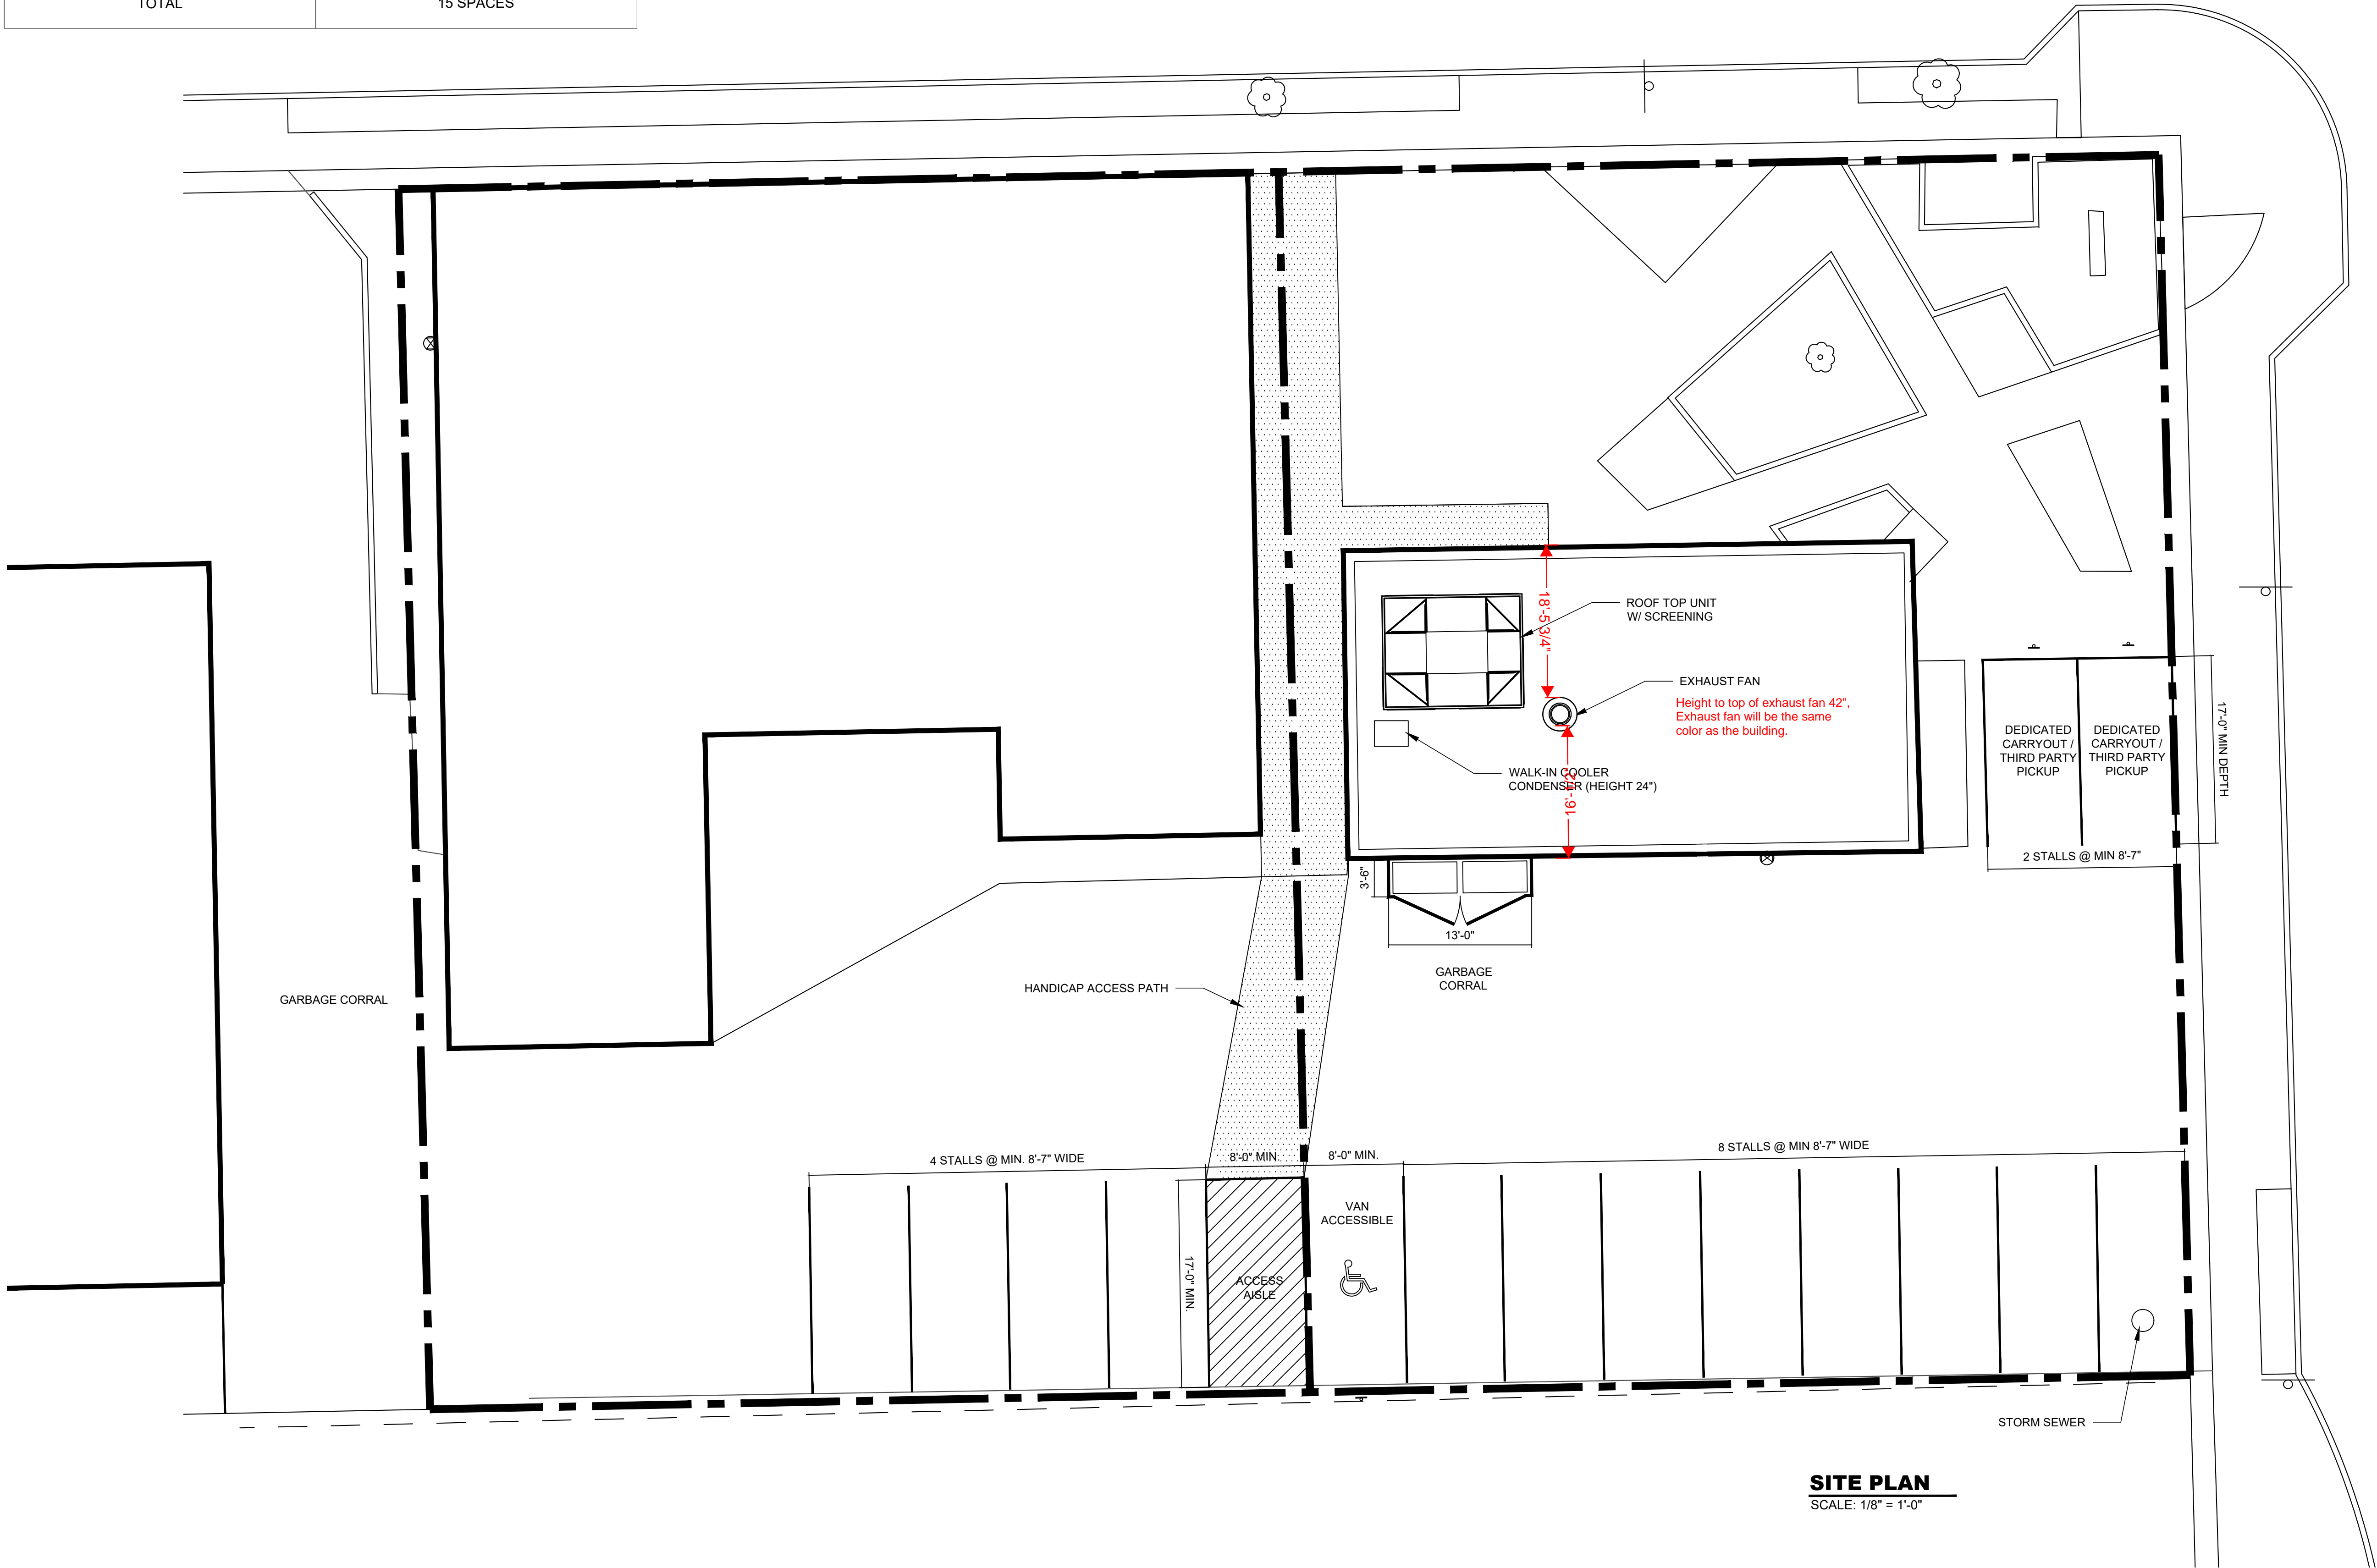 TOTAL
15 SPACES
ROOF TOP UNIT
W/ SCREENING
18'-5 3/4"
EXHAUST FAN
Height to top of exhaust fan 42",
Exhaust fan will be the same
color as the building.
WALK-IN COOLER
CONDENSER (HEIGHT 24")
DEDICATED
CARRYOUT /
THIRD PARTY
PICKUP
DEDICATED
CARRYOUT /
THIRD PARTY
PICKUP
17'-0" MIN DEPTH
2 STALLS @ MIN 8'-7"
3'-6"
13'-0"
GARBAGE
CORRAL
HANDICAP ACCESS PATH
GARBAGE CORRAL
4 STALLS @ MIN. 8'-7" WIDE
8'-0" MIN.
8'-0" MIN.
8 STALLS @ MIN 8'-7" WIDE
17'-0" MIN.
VAN
ACCESSIBLE
ACCESS
AISLE
STORM SEWER
SITE PLAN
SCALE: 1/8" = 1'-0"